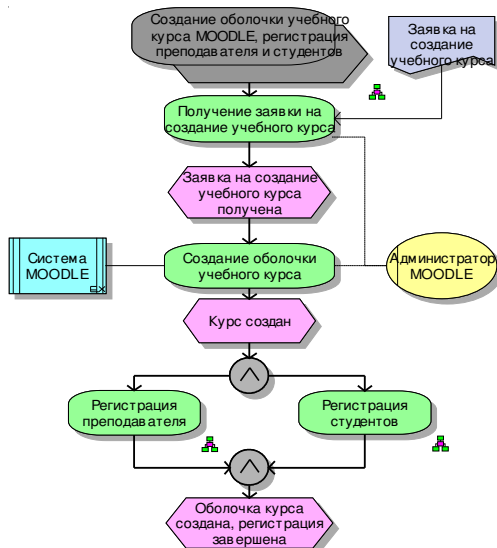 Создание оболочки учебного
курса MOODLE, регистрация
преподавателя и студентов
Заявка на
создание
учебного курса
Получение заявки на
создание учебного курса
Заявка на создание
учебного курса
получена
Система
MOODLE
Создание оболочки
учебного курса
Администратор
MOODLE
Курс создан
Регистрация
преподавателя
Регистрация
студентов
Оболочка курса
создана, регистрация
завершена